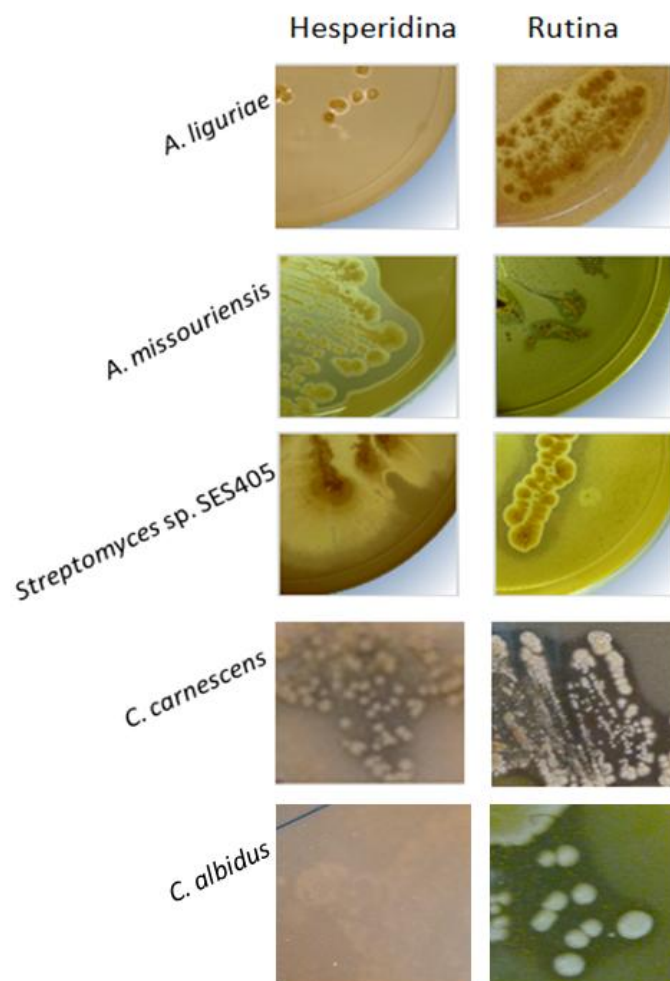 Hesperidina Rutina
A. liguriae
A. missouriensis
Streptomyces sp. SES405
C. carnescens
C. albidus